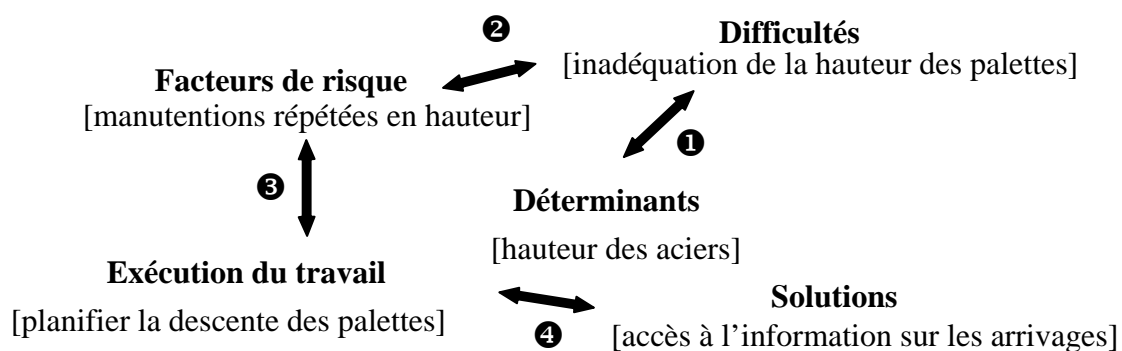 ❷
Difficultés
[inadéquation de la hauteur des palettes]
Facteurs de risque
[manutentions répétées en hauteur]
❶
❸
Déterminants
[hauteur des aciers]
Exécution du travail
[planifier la descente des palettes]
Solutions
❹
[accès à l’information sur les arrivages]